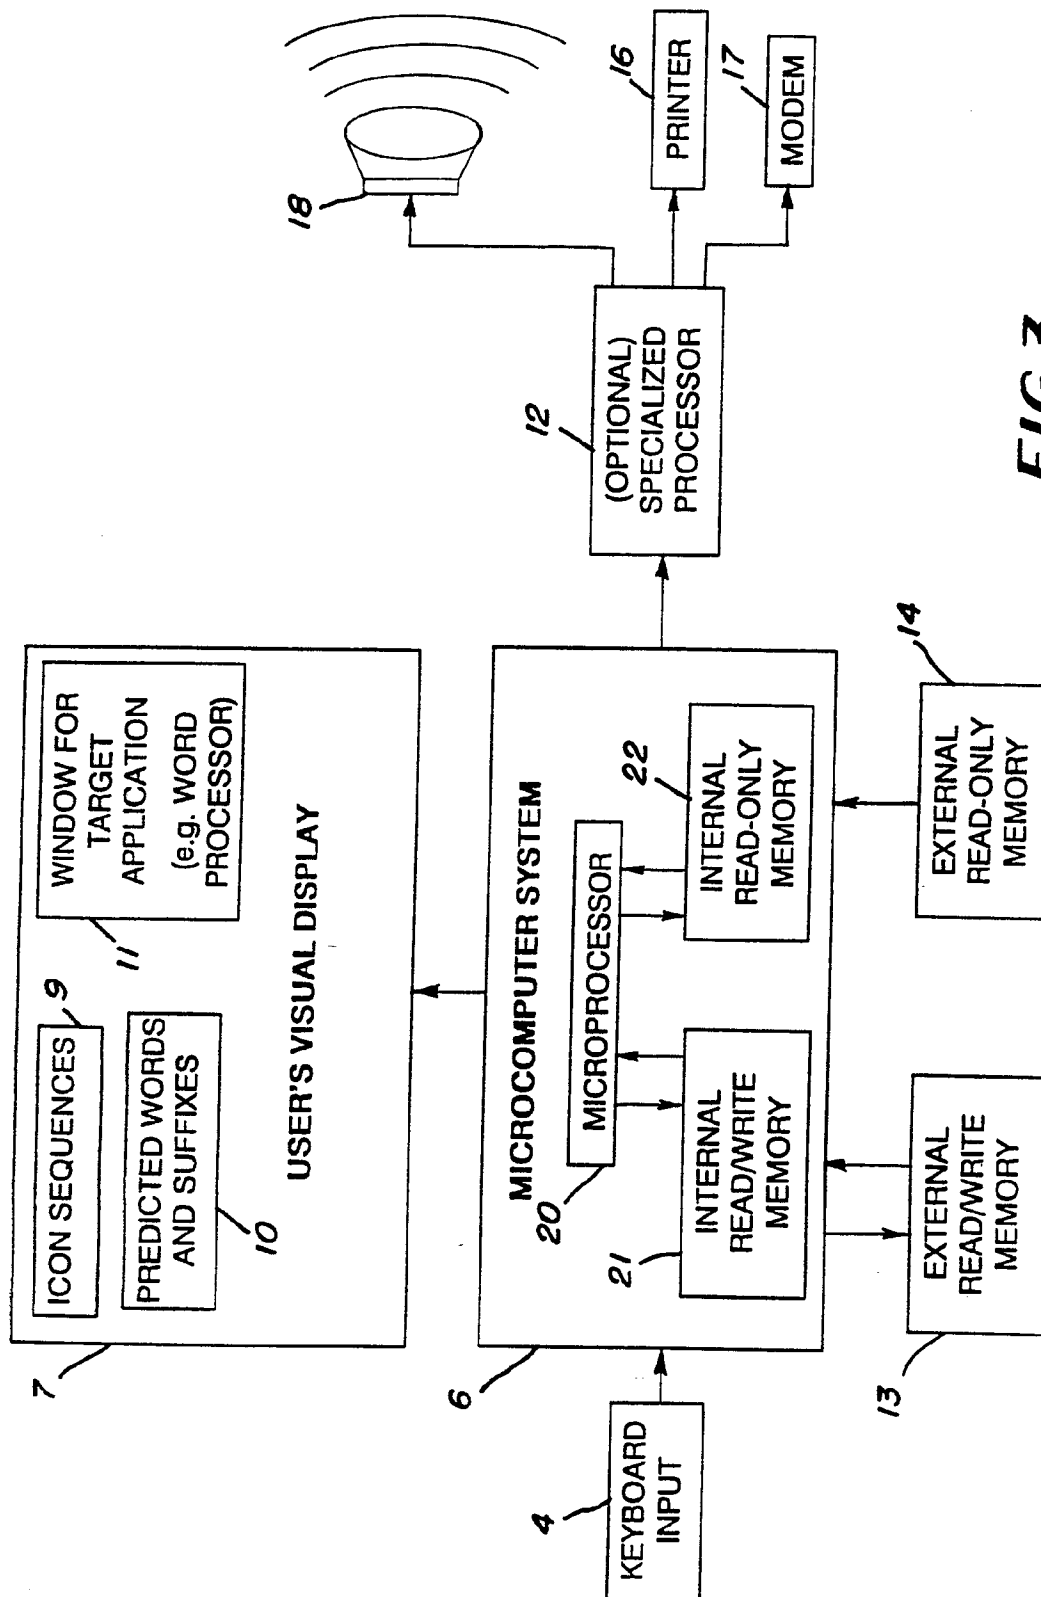 7
ICON SEQUENCES
9
PREDICTED WORDS
AND SUFFIXES
10
WINDOW FOR
TARGET
APPLICATION
(e.g. WORD
PROCESSOR)
11
USER'S VISUAL DISPLAY
18
4
KEYBOARD
INPUT
6
MICROCOMPUTER SYSTEM
20
MICROPROCESSOR
21
INTERNAL
READ/WRITE
MEMORY
22
INTERNAL
READ-ONLY
MEMORY
12
(OPTIONAL)
SPECIALIZED
PROCESSOR
16
PRINTER
17
MODEM
13
EXTERNAL
READ/WRITE
MEMORY
14
EXTERNAL
READ-ONLY
MEMORY
FIG.3